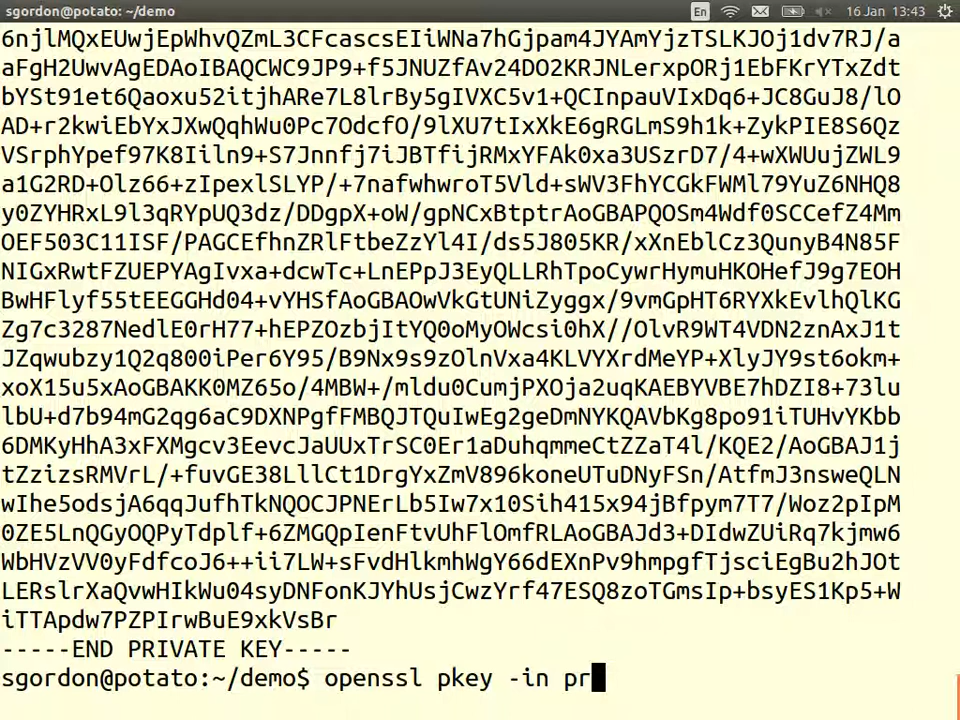 sgordon@potato: ~/demo
En
16 Jan 13:43
6njlMQxEUwjEpWhvQZmL3CFcascsEIiWNa7hGjpam4JYAmYjzTSLKJOj1dv7RJ/a
aFgH2UwvAgEDAoIBAQCWC9JP9+f5JNUZfAv24DO2KRJNLerxpORj1EbFKrYTxZdt
bYSt91et6Qaoxu52itjhARe7L8lrBy5gIVXC5v1+QCInpauVIxDq6+JC8GuJ8/lO
AD+r2kwiEbYxJXwQqhWu0Pc7OdcfO/9lXU7tIxXkE6gRGLmS9h1k+ZykPIE8S6Qz
VSrphYpef97K8Iiln9+S7Jnnfj7iJBTfijRMxYFAk0xa3USzrD7/4+wXWUujZWL9
a1G2RD+Olz66+zIpexlSLYP/+7nafwhwroT5Vld+sWV3FhYCGkFWMl79YuZ6NHQ8
y0ZYHRxL9l3qRYpUQ3dz/DDgpX+oW/gpNCxBtptrAoGBAPQOSm4Wdf0SCCefZ4Mm
OEF503C11ISF/PAGCEfhnZRlFtbeZzYl4I/ds5J805KR/xXnEblCz3QunyB4N85F
NIGxRwtFZUEPYAgIvxa+dcwTc+LnEPpJ3EyQLLRhTpoCywrHymuHKOHefJ9g7EOH
BwHFlyf55tEEGGHd04+vYHSfAoGBAOwVkGtUNiZyggx/9vmGpHT6RYXkEvlhQlKG
Zg7c3287NedlE0rH77+hEPZOzbjItYQ0oMyOWcsi0hX//OlvR9WT4VDN2znAxJ1t
JZqwubzy1Q2q800iPer6Y95/B9Nx9s9zOlnVxa4KLVYXrdMeYP+XlyJY9st6okm+
xoX15u5xAoGBAKK0MZ65o/4MBW+/mldu0CumjPXOja2uqKAEBYVBE7hDZI8+73lu
lbU+d7b94mG2qg6aC9DXNPgfFMBQJTQuIwEg2geDmNYKQAVbKg8po91iTUHvYKbb
6DMKyHhA3xFXMgcv3EevcJaUUxTrSC0Er1aDuhqmmeCtZZaT4l/KQE2/AoGBAJ1j
tZzizsRMVrL/+fuvGE38LllCt1DrgYxZmV896koneUTuDNyFSn/AtfmJ3nsweQLN
wIhe5odsjA6qqJufhTkNQOCJPNErLb5Iw7x10Sih415x94jBfpym7T7/Woz2pIpM
0ZE5LnQGyOQPyTdplf+6ZMGQpIenFtvUhFlOmfRLAoGBAJd3+DIdwZUiRq7kjmw6
WbHVzVV0yFdfcoJ6++ii7LW+sFvdHlkmhWgY66dEXnPv9hmpgfTjsciEgBu2hJOt
LERslrXaQvwHIkWu04syDNFonKJYhUsjCwzYrf47ESQ8zoTGmsIp+bsyES1Kp5+W
iTTApdw7PZPIrwBuE9xkVsBr
-----END PRIVATE KEY-----
sgordon@potato:~/demo$ openssl pkey -in pr